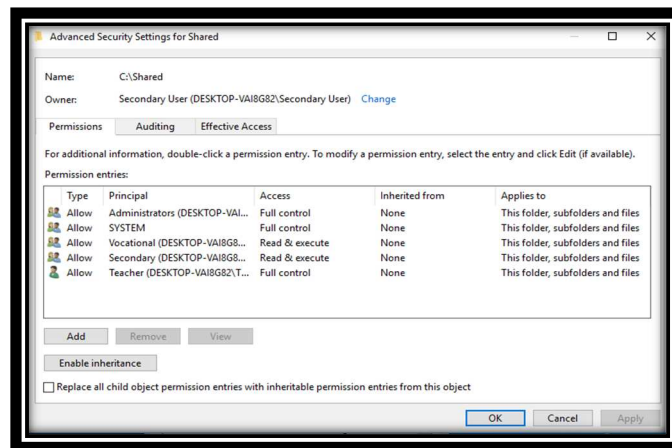 Advanced Security Settings for Shared
Name: C:\Shared
Owner: Secondary User (DESKTOP-VAI8G82\Secondary User) Change
Permissions Auditing Effective Access
For additional information, double-click a permission entry. To modify a permission entry, select the entry and click Edit (if available).
Permission entries:
Type Principal Access Inherited from Applies to
Allow Administrators (DESKTOP-VAI... Full control None This folder, subfolders and files
Allow SYSTEM Full control None This folder, subfolders and files
Allow Vocational (DESKTOP-VAI8G8... Read & execute None This folder, subfolders and files
Allow Secondary (DESKTOP-VAI8G8... Read & execute None This folder, subfolders and files
Allow Teacher (DESKTOP-VAI8G82\T... Full control None This folder, subfolders and files
Add Remove View
Enable inheritance
Replace all child object permission entries with inheritable permission entries from this object
OK Cancel Apply